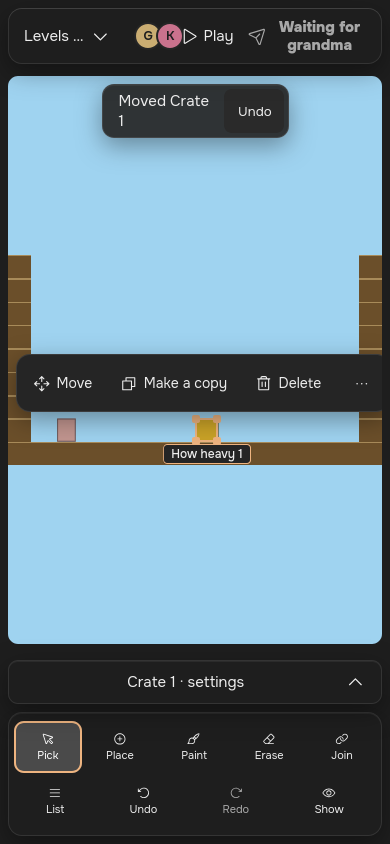 Levels ...
G
K
Play
Waiting for
grandma
Moved Crate
1
Undo
Move
Make a copy
Delete
...
How heavy 1
Crate 1 · settings
Pick
Place
Paint
Erase
Join
List
Undo
Redo
Show